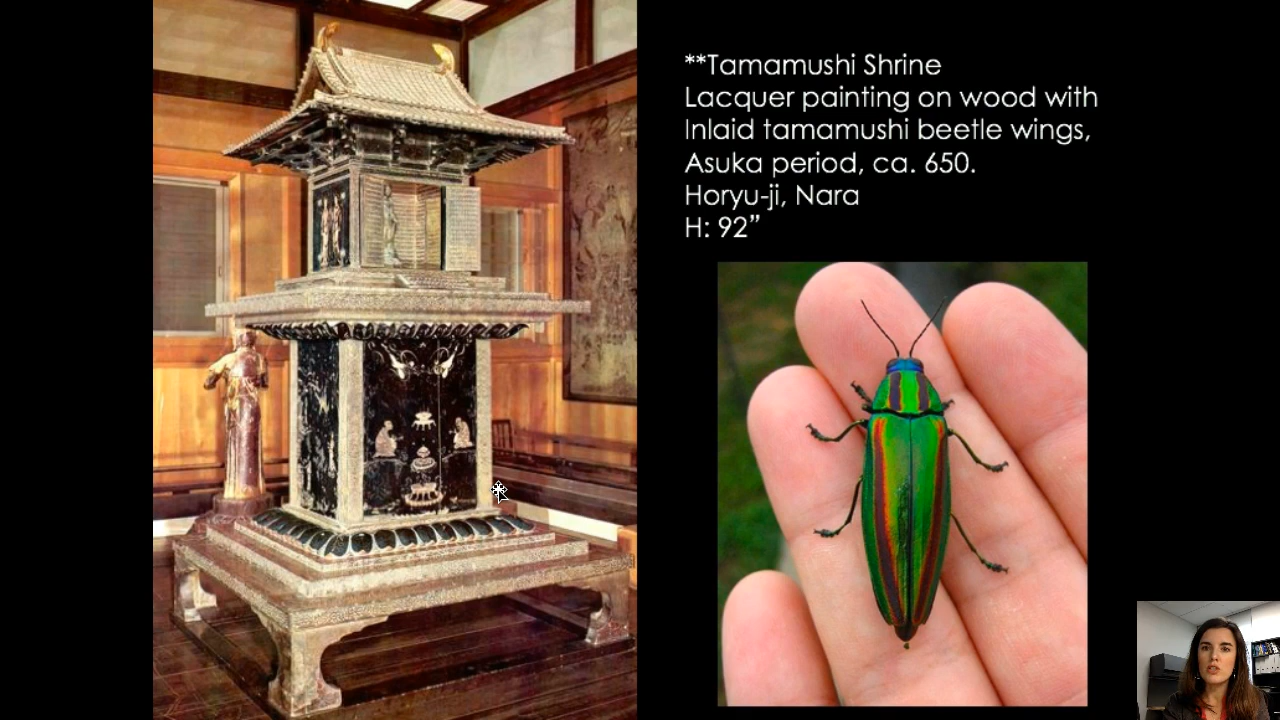 **Tamamushi Shrine
Lacquer painting on wood with
Inlaid tamamushi beetle wings,
Asuka period, ca. 650.
Horyu-ji, Nara
H: 92”